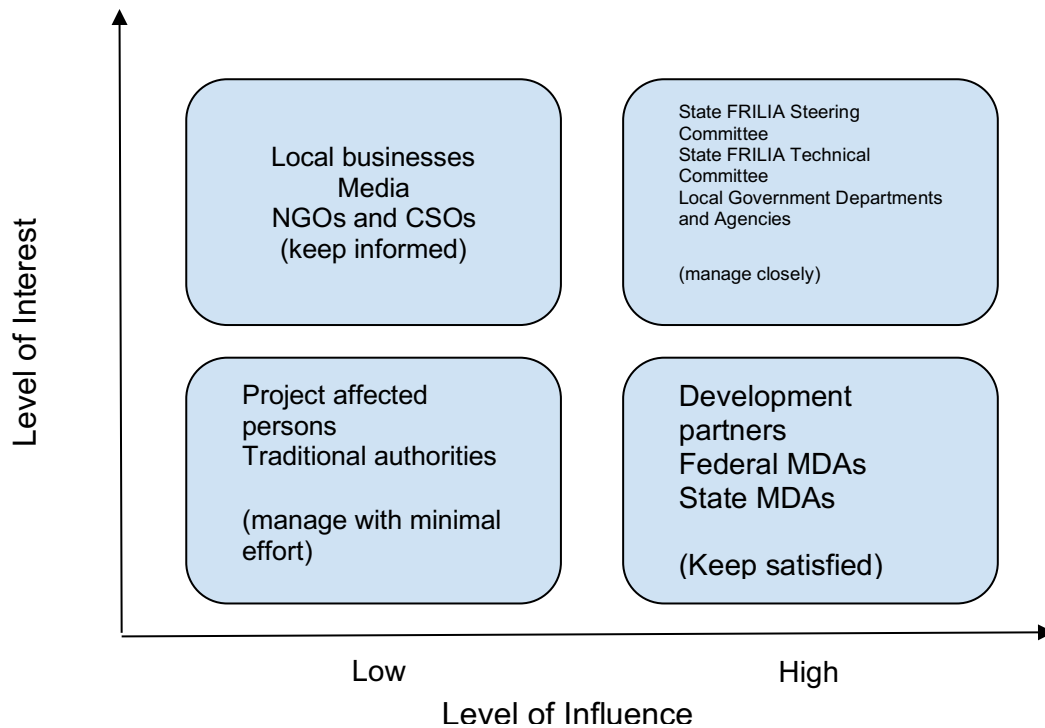 Level of Interest
Local businesses
Media
NGOs and CSOs
(keep informed)
State FRILIA Steering
Committee
State FRILIA Technical
Committee
Local Government Departments
and Agencies
(manage closely)
Project affected
persons
Traditional authorities
(manage with minimal
effort)
Development
partners
Federal MDAs
State MDAs
(Keep satisfied)
Low
High
Level of Influence